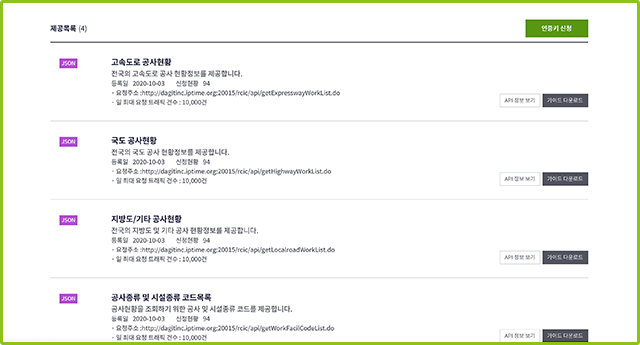 제공목록 (4)
인증키 신청
JSON
고속도로 공사현황
전국의 고속도로 공사 현황정보를 제공합니다.
등록일 2020-10-03 신청현황 94
- 요청주소 :http://dagitinc.iptime.org:20015/rcic/api/getExpresswayWorkList.do
- 일 최대 요청 트래픽 건수 : 10,000건
API 정보 보기 가이드 다운로드
JSON
국도 공사현황
전국의 국도 공사 현황정보를 제공합니다.
등록일 2020-10-03 신청현황 94
- 요청주소 :http://dagitinc.iptime.org:20015/rcic/api/getHighwayWorkList.do
- 일 최대 요청 트래픽 건수 : 10,000건
API 정보 보기 가이드 다운로드
JSON
지방도/기타 공사현황
전국의 지방도 및 기타 공사 현황정보를 제공합니다.
등록일 2020-10-03 신청현황 94
- 요청주소 :http://dagitinc.iptime.org:20015/rcic/api/getLocalroadWorkList.do
- 일 최대 요청 트래픽 건수 : 10,000건
API 정보 보기 가이드 다운로드
JSON
공사종류 및 시설종류 코드목록
공사현황을 조회하기 위한 공사 및 시설종류 코드를 제공합니다.
등록일 2020-10-03 신청현황 94
- 요청주소 :http://dagitinc.iptime.org:20015/rcic/api/getWorkFacilCodeList.do
- 일 최대 요청 트래픽 건수 : 10,000건
API 정보 보기 가이드 다운로드